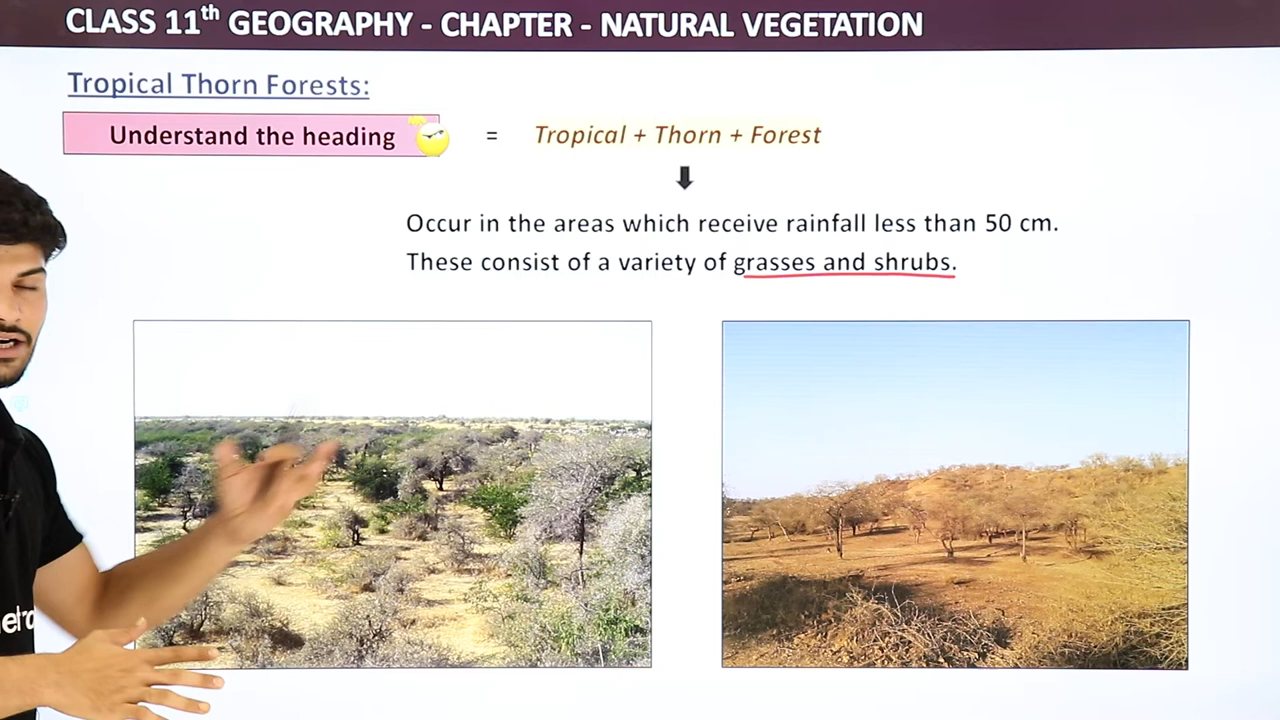 CLASS 11th GEOGRAPHY - CHAPTER - NATURAL VEGETATION
Tropical Thorn Forests:
Understand the heading = Tropical + Thorn + Forest
Occur in the areas which receive rainfall less than 50 cm.
These consist of a variety of grasses and shrubs.